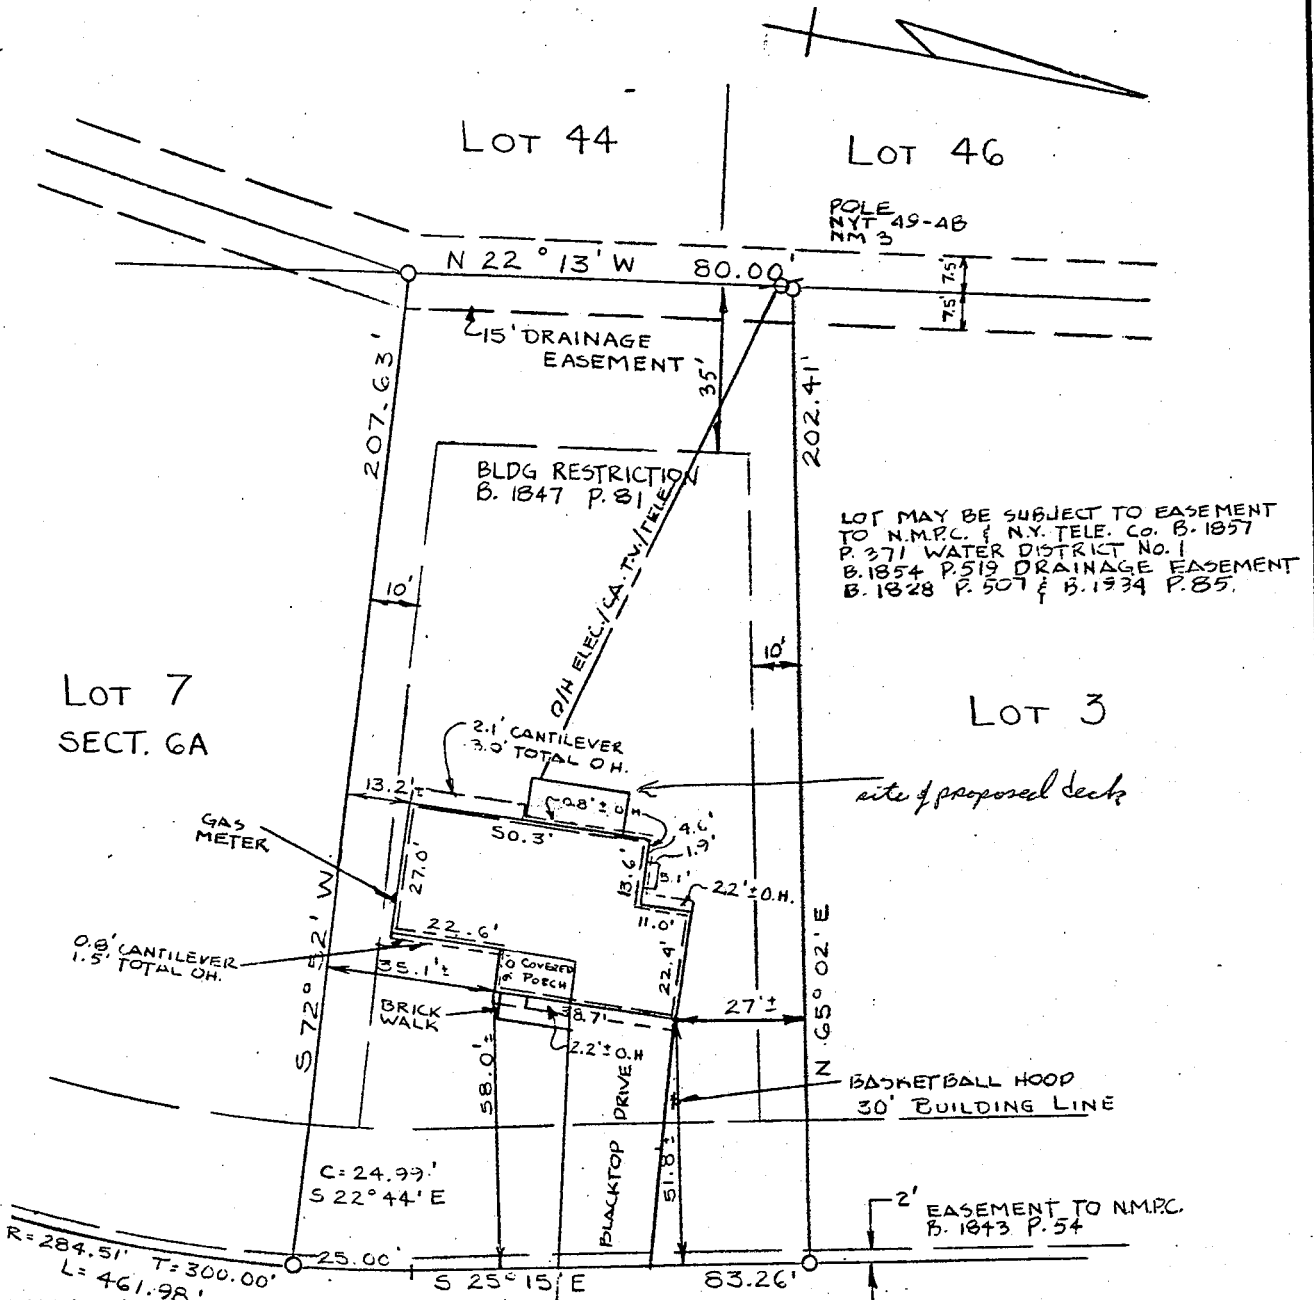 LOT 44
LOT 46
POLE
NYT 49-4B
NM 3
N 22° 13' W 80.00'
7.5'
7.5'
15' DRAINAGE
EASEMENT
35'
207.63'
202.41'
BLDG RESTRICTION
B. 1847 P. 81
O/H ELEC./CA. T.V./TELE.
LOT MAY BE SUBJECT TO EASEMENT
TO N.M.P.C. & N.Y. TELE. Co. B. 1857
P. 371 WATER DISTRICT NO. 1
B. 1854 P. 519 DRAINAGE EASEMENT
B. 1828 P. 507 & B. 1934 P. 85.
10'
10'
LOT 7
SECT. 6A
LOT 3
2.1' CANTILEVER
3.0' TOTAL O.H.
13.2'±
0.8'± O.H.
site of proposed deck
GAS
METER
50.3'
4.6'
1.9'
27.0'
13.6'
5.1'
2.2'± O.H.
11.0'
22.6'
0.8' CANTILEVER
1.5' TOTAL OH.
35.1'±
COVERED
PORCH
22.4'
BRICK
WALK
38.7'
27'±
2.2'± O.H
S 72° 52' W
N 65° 02' E
58.0'±
BLACKTOP DRIVE
51.8'±
BASKETBALL HOOD
30' BUILDING LINE
C = 24.99'
S 22° 44' E
2' EASEMENT TO N.M.P.C.
B. 1843 P. 54
R = 284.51' T = 300.00'
L = 461.98'
25.00'
S 25° 15' E 83.26'